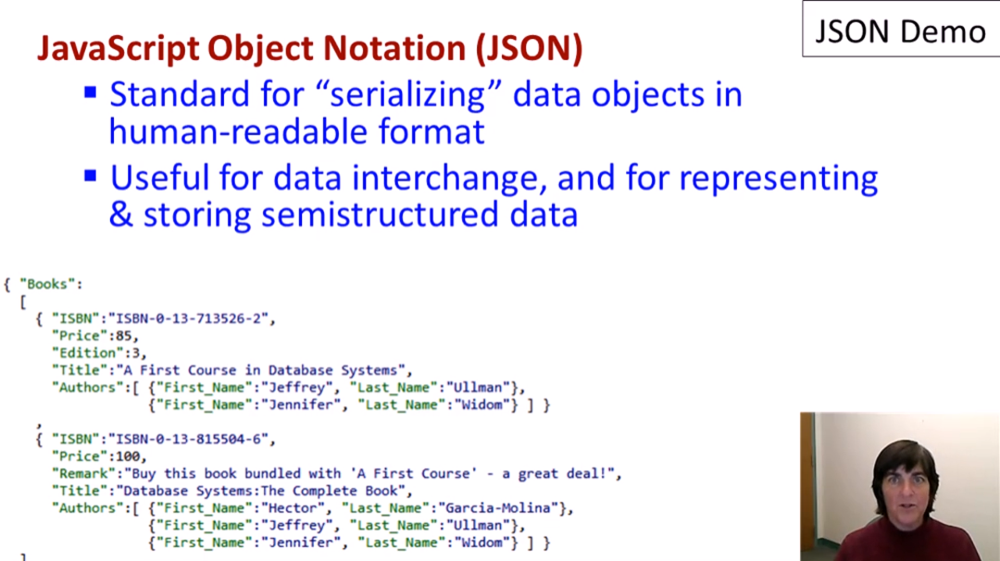 JSON Demo
JavaScript Object Notation (JSON)
▪ Standard for “serializing” data objects in
human-readable format
▪ Useful for data interchange, and for representing
& storing semistructured data
{ "Books":
[
{ "ISBN":"ISBN-0-13-713526-2",
"Price":85,
"Edition":3,
"Title":"A First Course in Database Systems",
"Authors":[ {"First_Name":"Jeffrey", "Last_Name":"Ullman"},
{"First_Name":"Jennifer", "Last_Name":"Widom"} ] }
,
{ "ISBN":"ISBN-0-13-815504-6",
"Price":100,
"Remark":"Buy this book bundled with 'A First Course' - a great deal!",
"Title":"Database Systems:The Complete Book",
"Authors":[ {"First_Name":"Hector", "Last_Name":"Garcia-Molina"},
{"First_Name":"Jeffrey", "Last_Name":"Ullman"},
{"First_Name":"Jennifer", "Last_Name":"Widom"} ] }
]